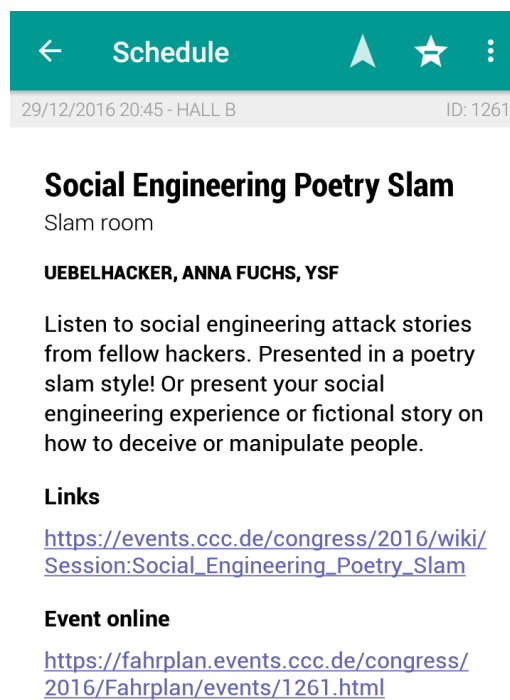 Schedule
29/12/2016 20:45 - HALL B ID: 1261
Social Engineering Poetry Slam
Slam room
UEBELHACKER, ANNA FUCHS, YSF
Listen to social engineering attack stories
from fellow hackers. Presented in a poetry
slam style! Or present your social
engineering experience or fictional story on
how to deceive or manipulate people.
Links
https://events.ccc.de/congress/2016/wiki/
Session:Social_Engineering_Poetry_Slam
Event online
https://fahrplan.events.ccc.de/congress/
2016/Fahrplan/events/1261.html